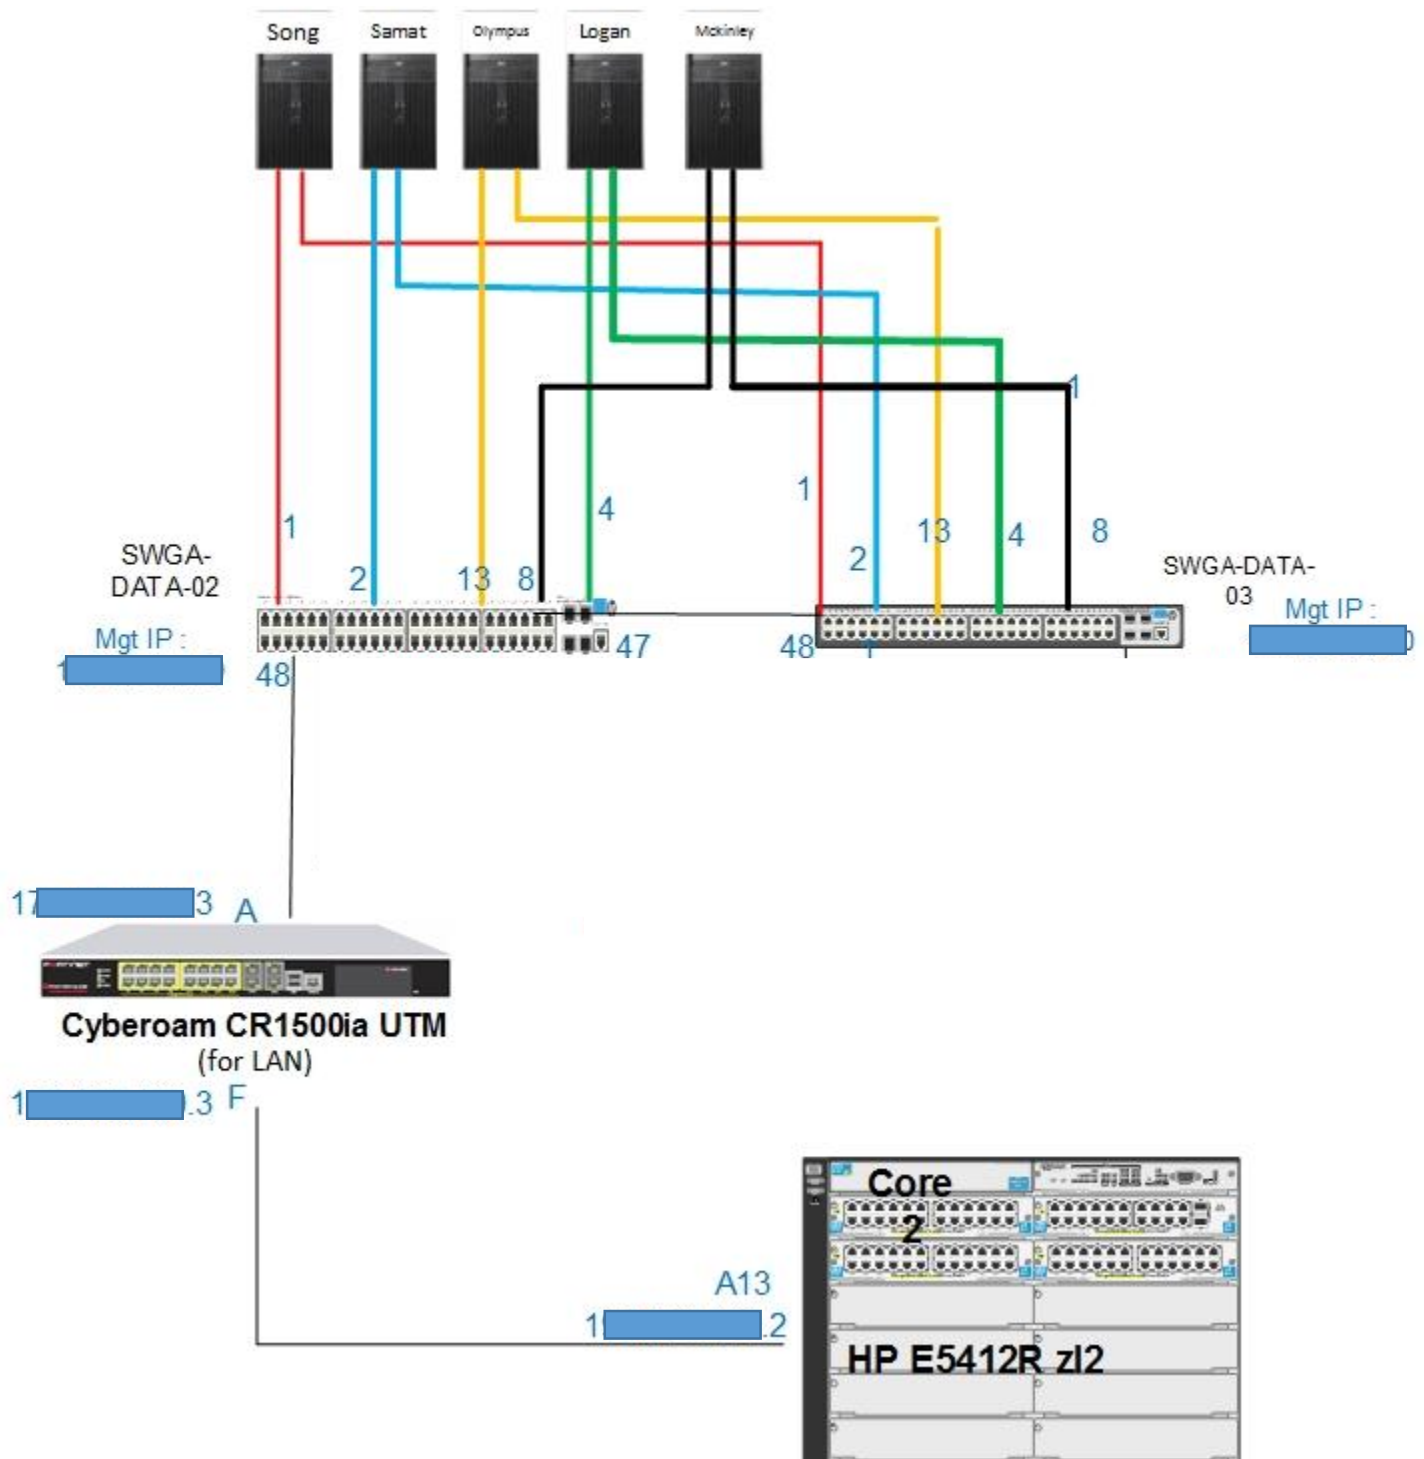 Song
Samat
Olympus
Logan
Mckinley
1
1
4
1
13
4
8
2
2
13
8
SWGA-
DATA-02
SWGA-DATA-
03
Mgt IP :
Mgt IP :
47
48
48
3
A
Cyberoam CR1500ia UTM
(for LAN)
1
.3
F
Core
2
A13
.2
HP E5412R zl2